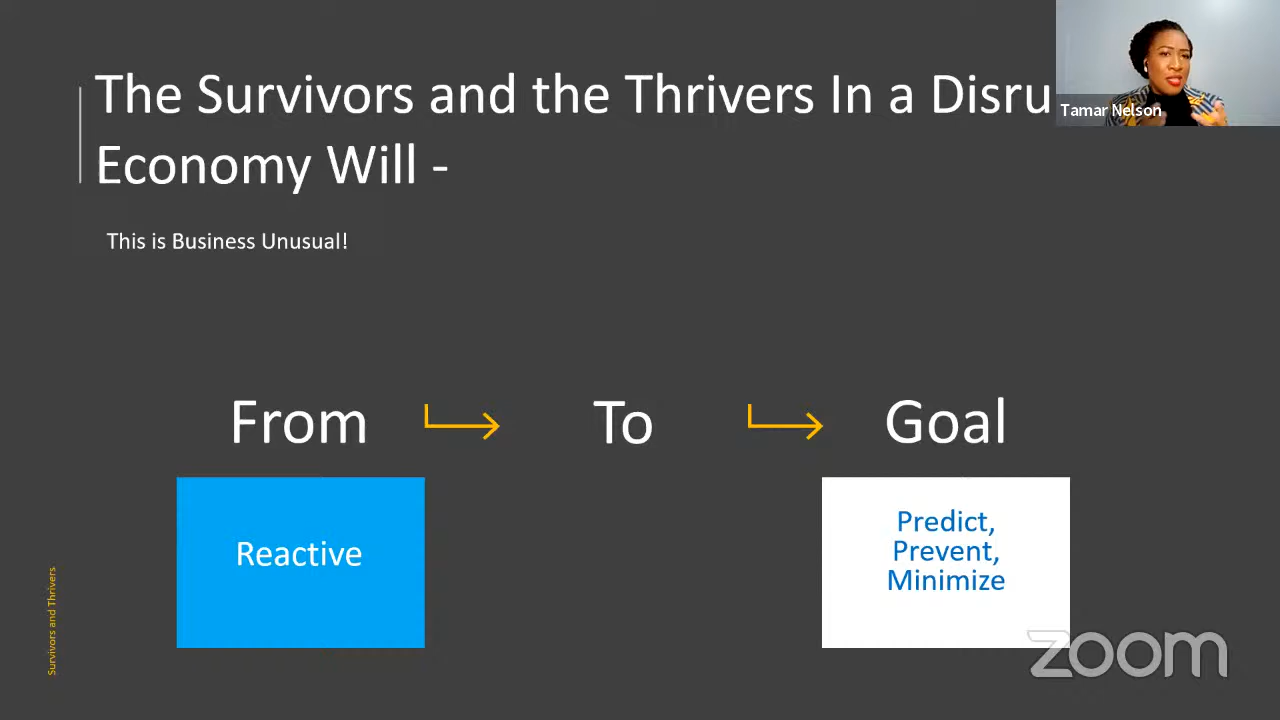 The Survivors and the Thrivers In a Disru
Economy Will -
Tamar Nelson
This is Business Unusual!
From
To
Goal
Reactive
Predict,
Prevent,
Minimize
Survivors and Thrivers
zoom